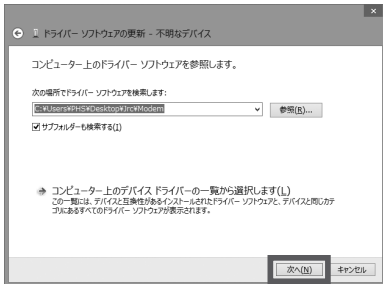 ドライバー ソフトウェアの更新 - 不明なデバイス
コンピューター上のドライバー ソフトウェアを参照します。
次の場所でドライバー ソフトウェアを検索します:
C:¥Users¥PHS¥Desktop¥Jrc¥Modem
参照(R)...
サブフォルダーも検索する(I)
コンピューター上のデバイス ドライバーの一覧から選択します(L)
この一覧には、デバイスと互換性があるインストールされたドライバー ソフトウェアと、デバイスと同じカテ
ゴリにあるすべてのドライバー ソフトウェアが表示されます。
次へ(N)
キャンセル